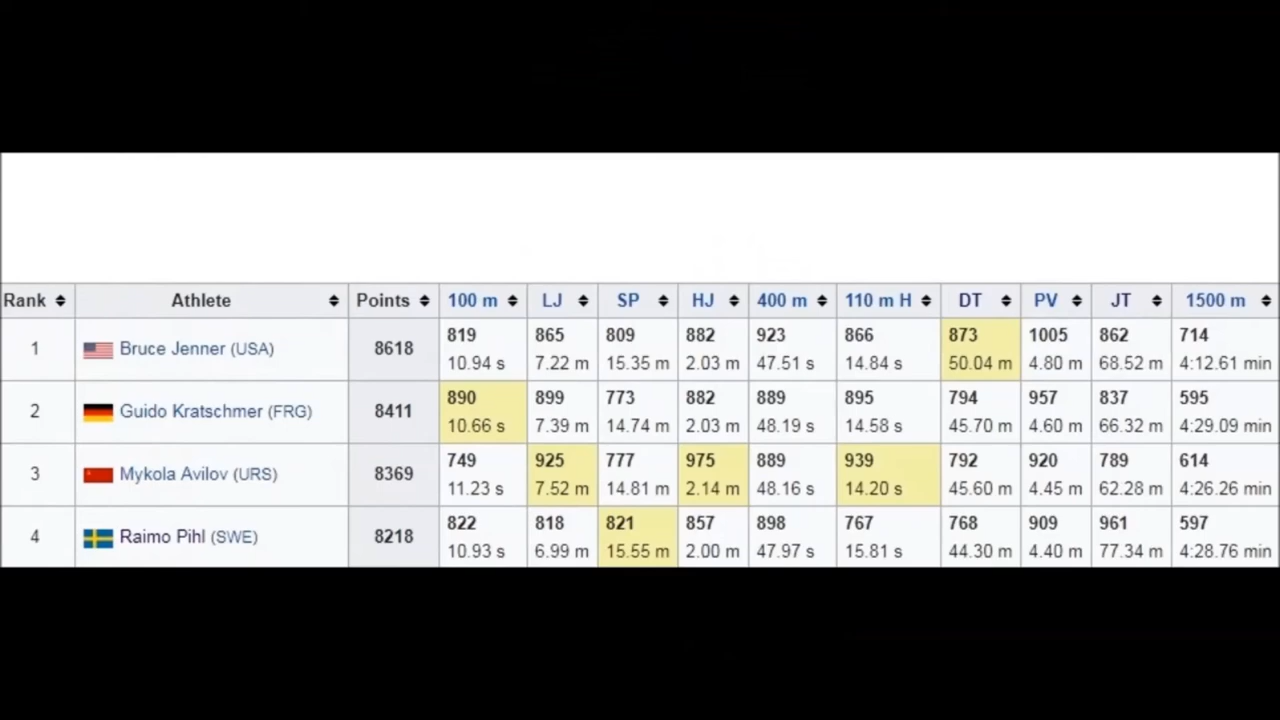 Rank Athlete Points 100 m LJ SP HJ 400 m 110 m H DT PV JT 1500 m
819 865 809 882 923 866 873 1005 862 714
1 Bruce Jenner (USA) 8618
10.94 s 7.22 m 15.35 m 2.03 m 47.51 s 14.84 s 50.04 m 4.80 m 68.52 m 4:12.61 min
890 899 773 882 889 895 794 957 837 595
2 Guido Kratschmer (FRG) 8411
10.66 s 7.39 m 14.74 m 2.03 m 48.19 s 14.58 s 45.70 m 4.60 m 66.32 m 4:29.09 min
749 925 777 975 889 939 792 920 789 614
3 Mykola Avilov (URS) 8369
11.23 s 7.52 m 14.81 m 2.14 m 48.16 s 14.20 s 45.60 m 4.45 m 62.28 m 4:26.26 min
822 818 821 857 898 767 768 909 961 597
4 Raimo Pihl (SWE) 8218
10.93 s 6.99 m 15.55 m 2.00 m 47.97 s 15.81 s 44.30 m 4.40 m 77.34 m 4:28.76 min